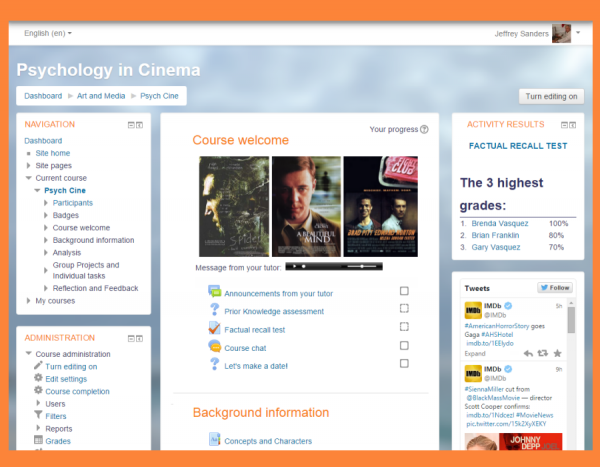 English (en)
Jeffrey Sanders
Psychology in Cinema
Dashboard Art and Media Psych Cine
Turn editing on
NAVIGATION
Dashboard
Site home
Site pages
Current course
Psych Cine
Participants
Badges
Course welcome
Background information
Analysis
Group Projects and
individual tasks
Reflection and Feedback
My courses
ADMINISTRATION
Course administration
Turn editing on
Edit settings
Course completion
Users
Filters
Reports
Grades
Your progress
Course welcome
Spider
A BEAUTIFUL
MIND
FIGHT
CLUB
BRAD PITT EDWARD NORTON
Message from your tutor:
Announcements from your tutor
Prior Knowledge assessment
Factual recall test
Course chat
Let's make a date!
Background information
Concepts and Characters
ACTIVITY RESULTS
FACTUAL RECALL TEST
The 3 highest
grades:
1. Brenda Vasquez 100%
2. Brian Franklin 80%
3. Gary Vasquez 70%
Tweets
Follow
IMDb
IMDb
@IMDb
5h
#AmericanHorrorStory goes
Gaga #AHSHotel
Expand
IMDb
IMDb
@IMDb
9h
#SiennaMiller cut from
@BlackMassMovie — director
Scott Cooper confirms:
#MovieNews
pic.twitter.com/15k2XyXEKY
JOHNNY
DEPP